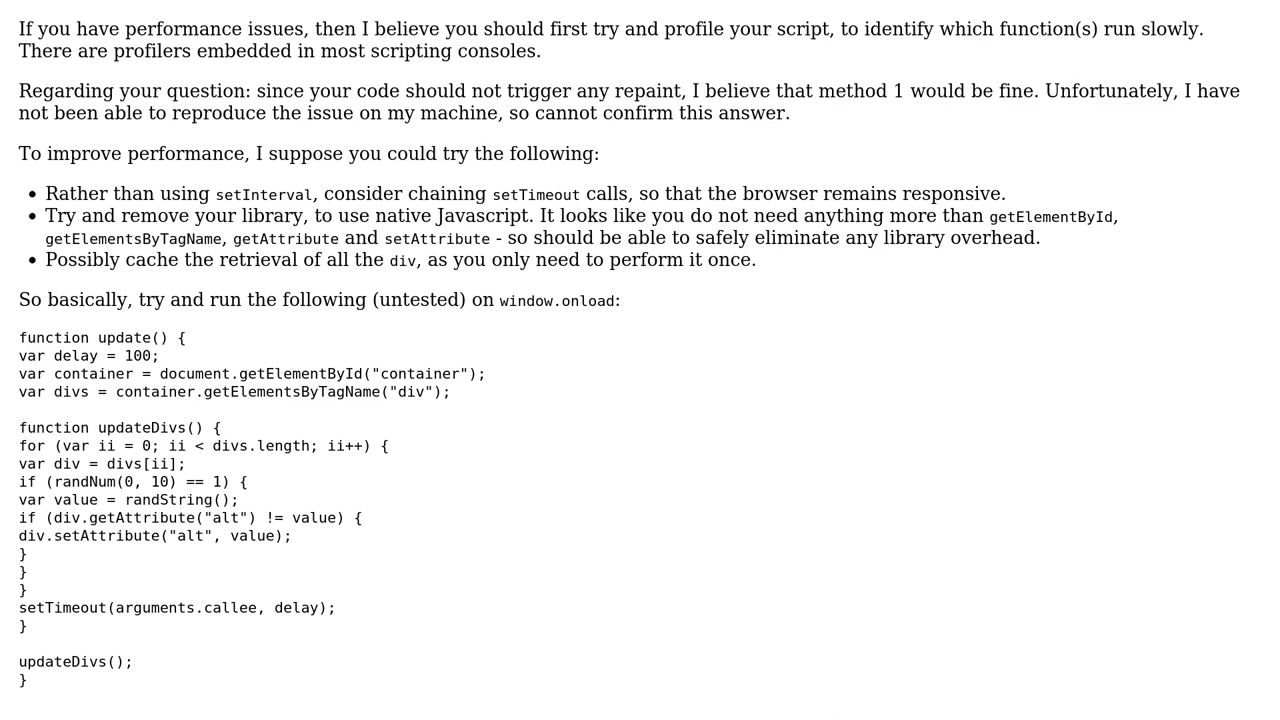 If you have performance issues, then I believe you should first try and profile your script, to identify which function(s) run slowly.
There are profilers embedded in most scripting consoles.
Regarding your question: since your code should not trigger any repaint, I believe that method 1 would be fine. Unfortunately, I have
not been able to reproduce the issue on my machine, so cannot confirm this answer.
To improve performance, I suppose you could try the following:
• Rather than using setInterval, consider chaining setTimeout calls, so that the browser remains responsive.
• Try and remove your library, to use native Javascript. It looks like you do not need anything more than getElementById,
getElementsByTagName, getAttribute and setAttribute - so should be able to safely eliminate any library overhead.
• Possibly cache the retrieval of all the div, as you only need to perform it once.
So basically, try and run the following (untested) on window.onload:
function update() {
var delay = 100;
var container = document.getElementById("container");
var divs = container.getElementsByTagName("div");
function updateDivs() {
for (var ii = 0; ii < divs.length; ii++) {
var div = divs[ii];
if (randNum(0, 10) == 1) {
var value = randString();
if (div.getAttribute("alt") != value) {
div.setAttribute("alt", value);
}
}
}
setTimeout(arguments.callee, delay);
}
updateDivs();
}